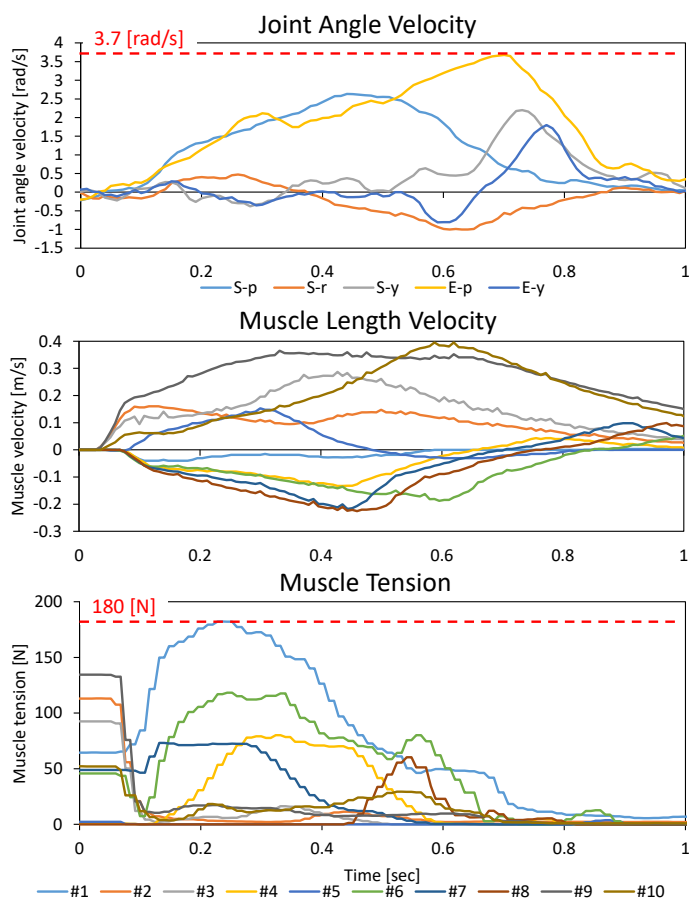 Joint Angle Velocity
3.7 [rad/s]
Joint angle velocity [rad/s]
4
3.5
3
2.5
2
1.5
1
0.5
0
-0.5
-1
-1.5
0 0.2 0.4 0.6 0.8 1
S-p S-r S-y E-p E-y
Muscle Length Velocity
Muscle velocity [m/s]
0.4
0.3
0.2
0.1
0
-0.1
-0.2
-0.3
0 0.2 0.4 0.6 0.8 1
Muscle Tension
180 [N]
Muscle tension [N]
200
150
100
50
0
0 0.2 0.4 0.6 0.8 1
Time [sec]
#1 #2 #3 #4 #5 #6 #7 #8 #9 #10